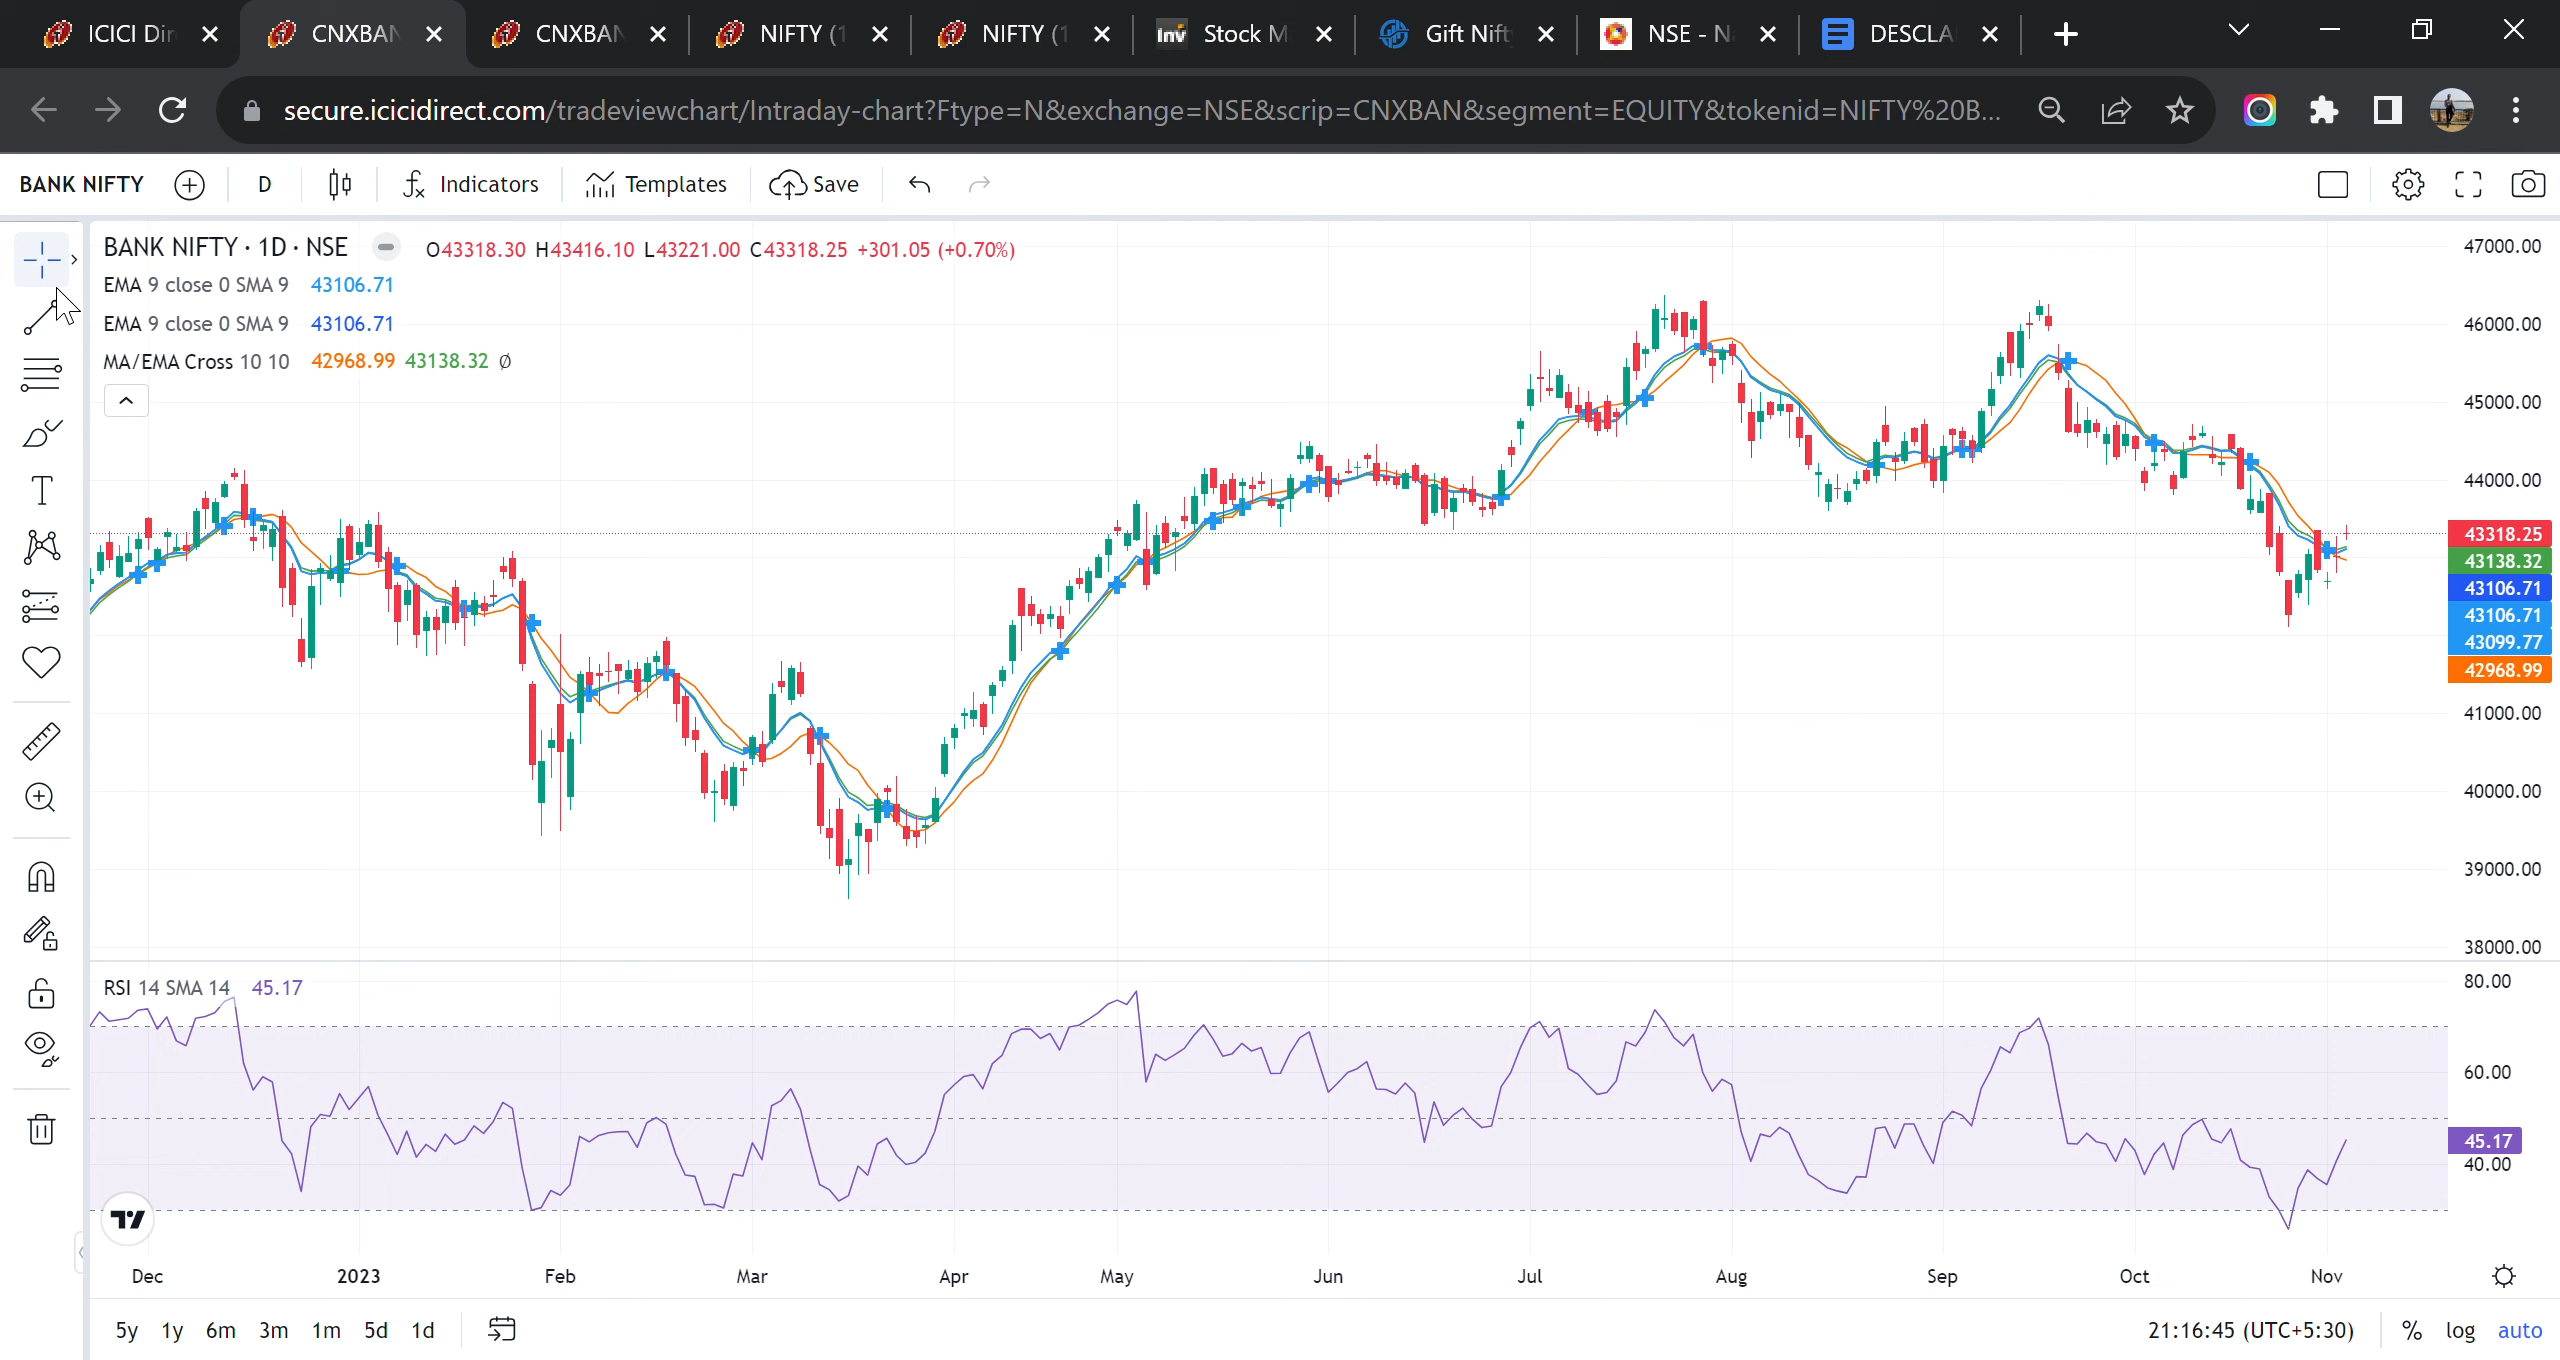 ICICI Dir
CNXBAN
CNXBAN
NIFTY (1
NIFTY (1
Inv Stock M
Gift Nift
NSE - N
DESCLA
secure.icicidirect.com/tradeviewchart/Intraday-chart?Ftype=N&exchange=NSE&scrip=CNXBAN&segment=EQUITY&tokenid=NIFTY%20B...
BANK NIFTY D Indicators Templates Save
BANK NIFTY · 1D · NSE O43318.30 H43416.10 L43221.00 C43318.25 +301.05 (+0.70%)
EMA 9 close 0 SMA 9 43106.71
EMA 9 close 0 SMA 9 43106.71
MA/EMA Cross 10 10 42968.99 43138.32 ∅
47000.00
46000.00
45000.00
44000.00
43318.25
43138.32
43106.71
43106.71
43099.77
42968.99
41000.00
40000.00
39000.00
38000.00
RSI 14 SMA 14 45.17
80.00
60.00
45.17
40.00
Dec 2023 Feb Mar Apr May Jun Jul Aug Sep Oct Nov
5y 1y 6m 3m 1m 5d 1d 21:16:45 (UTC+5:30) % log auto